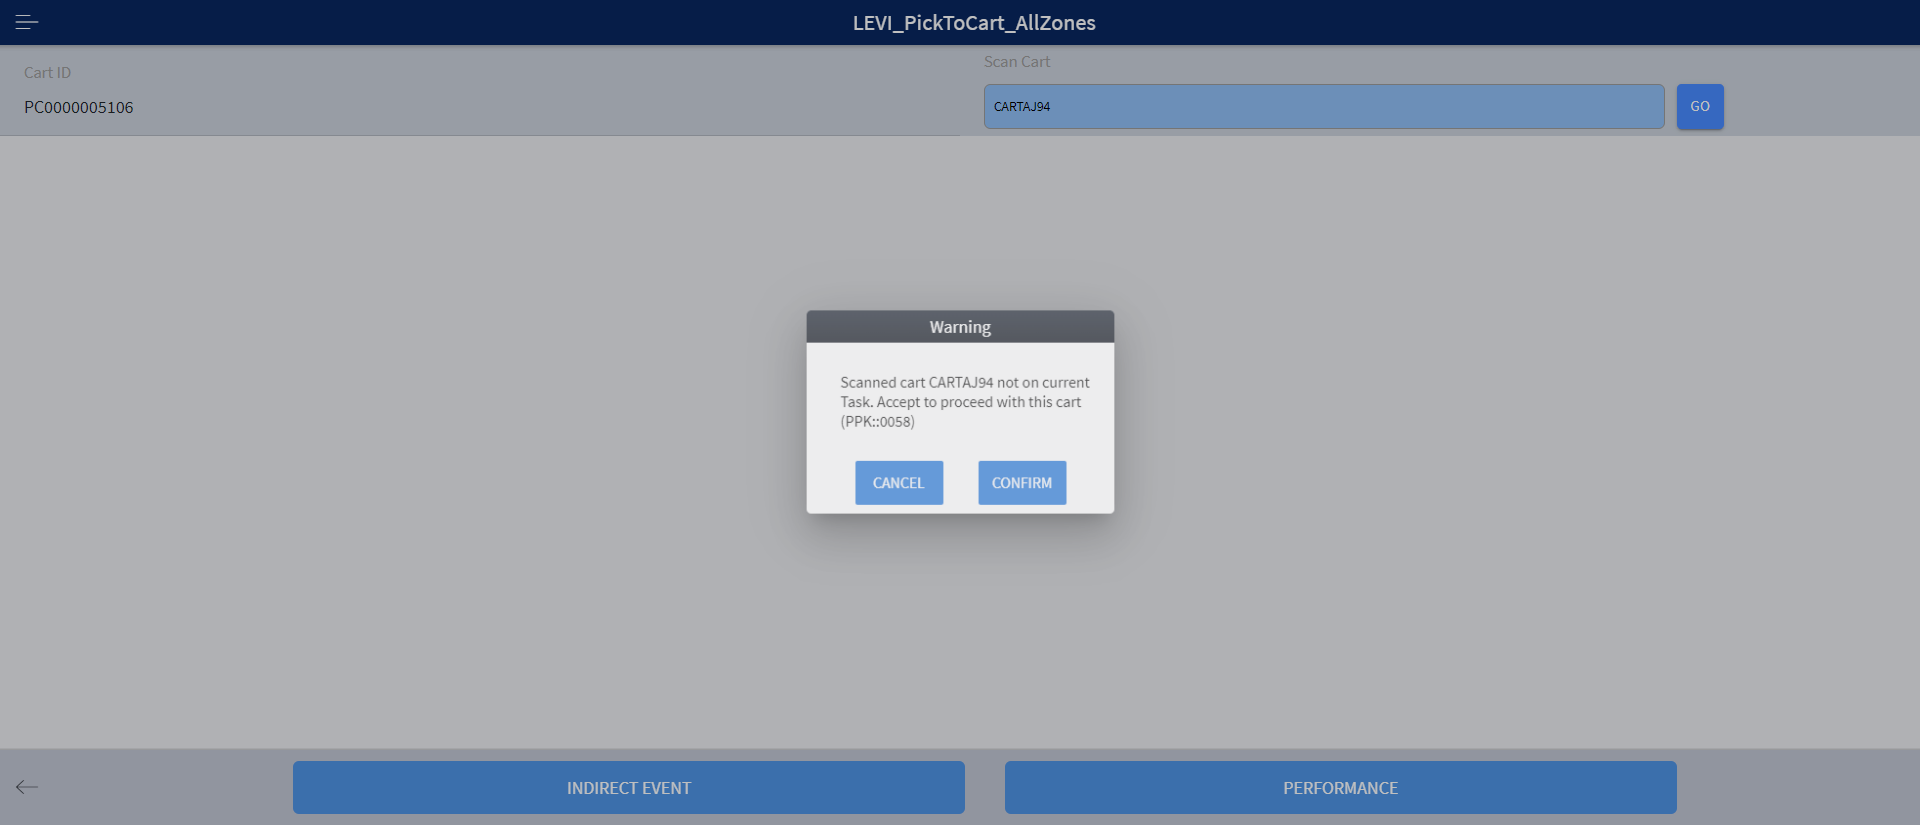 LEVI_PickToCart_AllZones
Cart ID
PC0000005106
Scan Cart
CARTAJ94
GO
Warning
Scanned cart CARTAJ94 not on current
Task. Accept to proceed with this cart
(PPK::0058)
CANCEL
CONFIRM
INDIRECT EVENT
PERFORMANCE